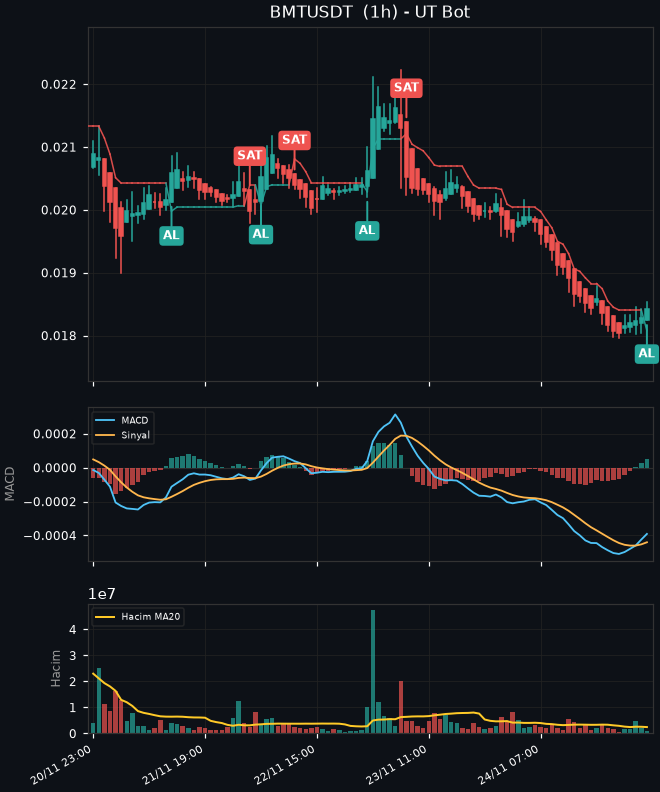 BMTUSDT  (1h) - UT Bot
0.022
0.021
0.020
0.019
0.018
SAT
SAT
SAT
AL
AL
AL
AL
MACD
Sinyal
MACD
0.0002
0.0000
−0.0002
−0.0004
1e7
Hacim MA20
Hacim
4
3
2
1
0
20/11 23:00
21/11 19:00
22/11 15:00
23/11 11:00
24/11 07:00